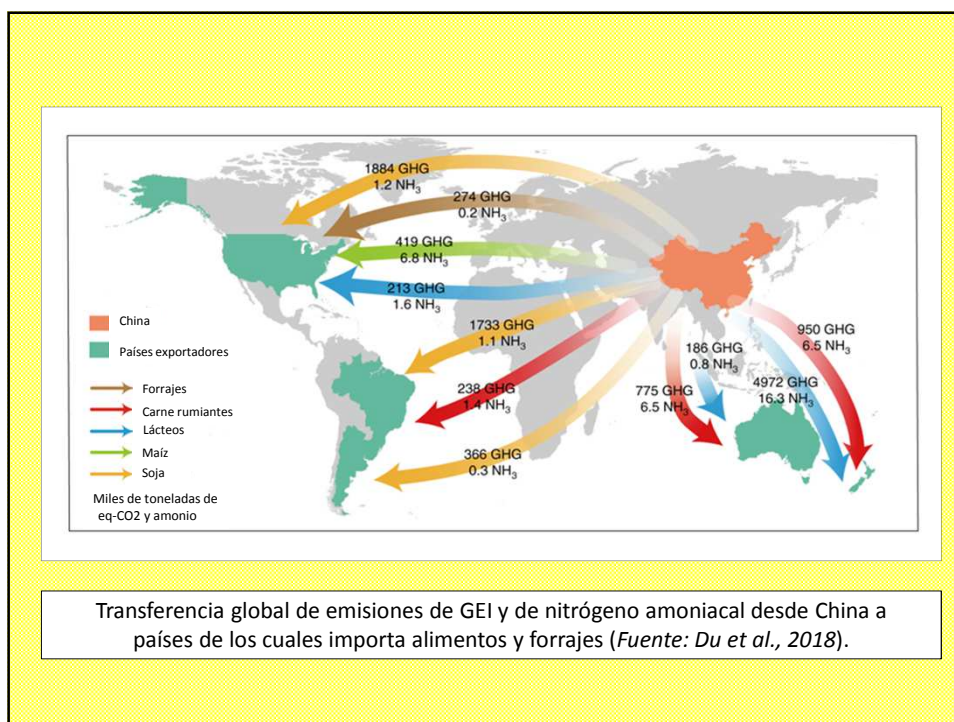 1884 GHG
1.2 NH₃
274 GHG
0.2 NH₃
419 GHG
6.8 NH₃
213 GHG
1.6 NH₃
1733 GHG
1.1 NH₃
238 GHG
1.4 NH₃
366 GHG
0.3 NH₃
775 GHG
6.5 NH₃
186 GHG
0.8 NH₃
4972 GHG
16.3 NH₃
950 GHG
6.5 NH₃
China
Países exportadores
Forrajes
Carne rumiantes
Lácteos
Maíz
Soja
Miles de toneladas de
eq-CO2 y amonio
Transferencia global de emisiones de GEI y de nitrógeno amoniacal desde China a
países de los cuales importa alimentos y forrajes (Fuente: Du et al., 2018).